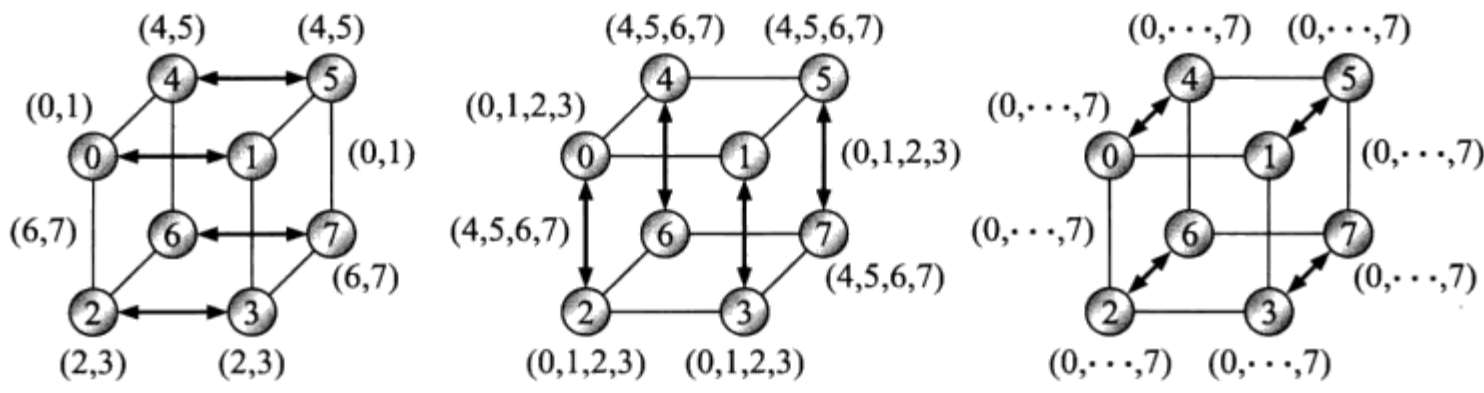 (4,5) (4,5) (4,5,6,7) (4,5,6,7) (0,···,7) (0,···,7)
4 5 4 5 4 5
(0,1) (0,1,2,3) (0,···,7)
0 1 (0,1) 0 1 (0,1,2,3) 0 1 (0,···,7)
(6,7) 6 7 (4,5,6,7) 6 7 (0,···,7) 6 7
(6,7) (4,5,6,7) (0,···,7)
2 3 2 3 2 3
(2,3) (2,3) (0,1,2,3) (0,1,2,3) (0,···,7) (0,···,7)